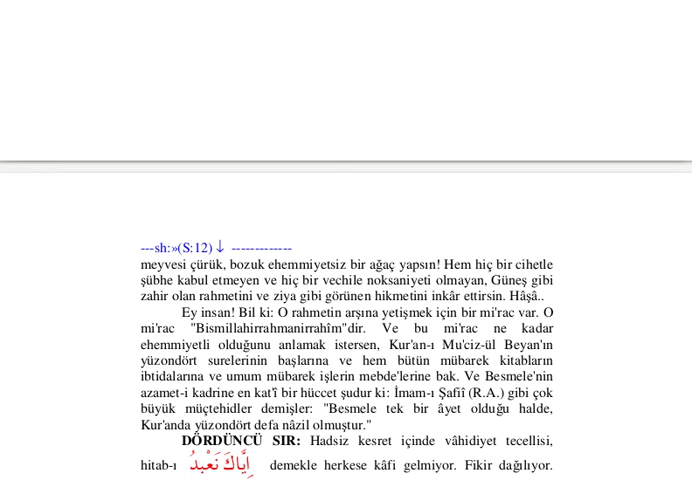 ---sh:»(S:12) ↓ -------------
meyvesi çürük, bozuk ehemmiyetsiz bir ağaç yapsın! Hem hiç bir cihetle
şübhe kabul etmeyen ve hiç bir vechile noksaniyeti olmayan, Güneş gibi
zahir olan rahmetini ve ziya gibi görünen hikmetini inkâr ettirsin. Hâşâ..
Ey insan! Bil ki: O rahmetin arşına yetişmek için bir mi'rac var. O
mi'rac "Bismillahirrahmanirrahîm"dir. Ve bu mi'rac ne kadar
ehemmiyetli olduğunu anlamak istersen, Kur'an-ı Mu'ciz-ül Beyan'ın
yüzondört surelerinin başlarına ve hem bütün mübarek kitabların
ibtidalarına ve umum mübarek işlerin mebde'lerine bak. Ve Besmele'nin
azamet-i kadrine en kat'î bir hüccet şudur ki: İmam-ı Şafiî (R.A.) gibi çok
büyük müçtehidler demişler: "Besmele tek bir âyet olduğu halde,
Kur'anda yüzondört defa nâzil olmuştur."
DÖRDÜNCÜ SIR: Hadsiz kesret içinde vâhidiyet tecellisi,
hitab-ı اِيَّاكَ نَعْبدُ demekle herkese kâfi gelmiyor. Fikir dağılıyor.